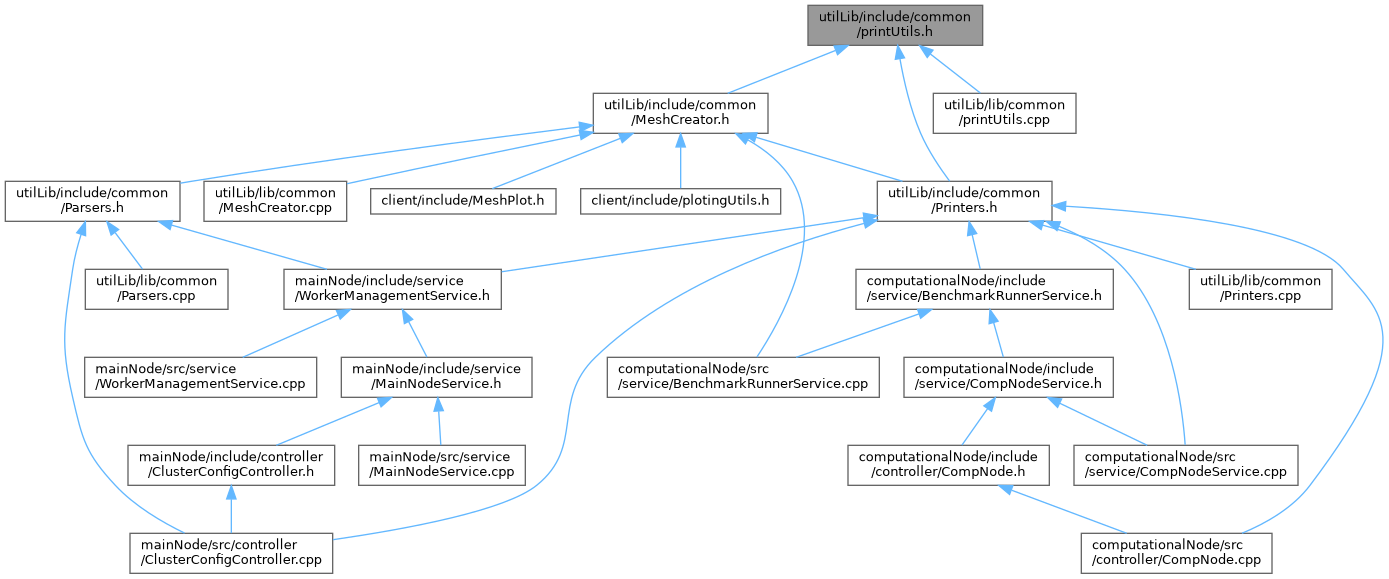 utilLib/include/common
/printUtils.h
utilLib/include/common
/MeshCreator.h
utilLib/lib/common
/printUtils.cpp
utilLib/include/common
/Parsers.h
utilLib/lib/common
/MeshCreator.cpp
client/include/MeshPlot.h
client/include/plotingUtils.h
utilLib/include/common
/Printers.h
utilLib/lib/common
/Parsers.cpp
mainNode/include/service
/WorkerManagementService.h
computationalNode/include
/service/BenchmarkRunnerService.h
utilLib/lib/common
/Printers.cpp
mainNode/src/service
/WorkerManagementService.cpp
mainNode/include/service
/MainNodeService.h
computationalNode/src
/service/BenchmarkRunnerService.cpp
computationalNode/include
/service/CompNodeService.h
mainNode/include/controller
/ClusterConfigController.h
mainNode/src/service
/MainNodeService.cpp
computationalNode/include
/controller/CompNode.h
computationalNode/src
/service/CompNodeService.cpp
mainNode/src/controller
/ClusterConfigController.cpp
computationalNode/src
/controller/CompNode.cpp